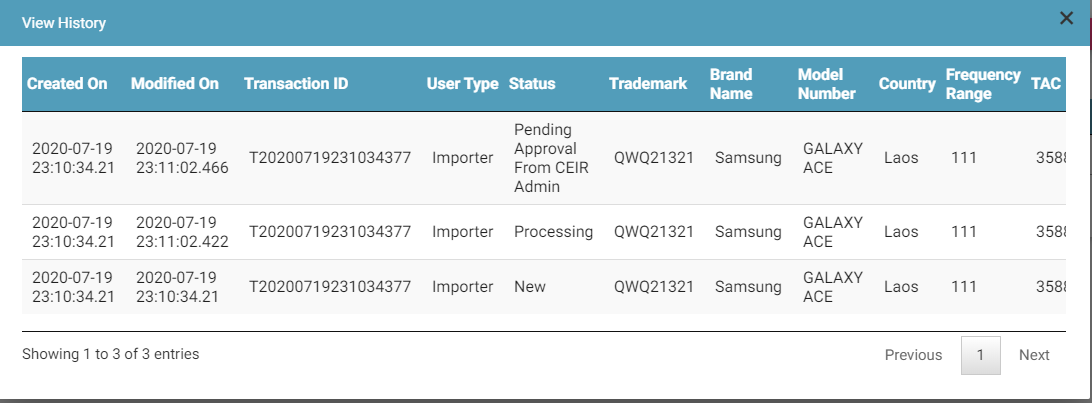 View History
Created On Modified On Transaction ID User Type Status Trademark Brand Name Model Number Country Frequency Range TAC
2020-07-19 23:10:34.21 2020-07-19 23:11:02.466 T20200719231034377 Importer Pending Approval From CEIR Admin QWQ21321 Samsung GALAXY ACE Laos 111
2020-07-19 23:10:34.21 2020-07-19 23:11:02.422 T20200719231034377 Importer Processing QWQ21321 Samsung GALAXY ACE Laos 111
2020-07-19 23:10:34.21 2020-07-19 23:10:34.21 T20200719231034377 Importer New QWQ21321 Samsung GALAXY ACE Laos 111
Showing 1 to 3 of 3 entries Previous 1 Next